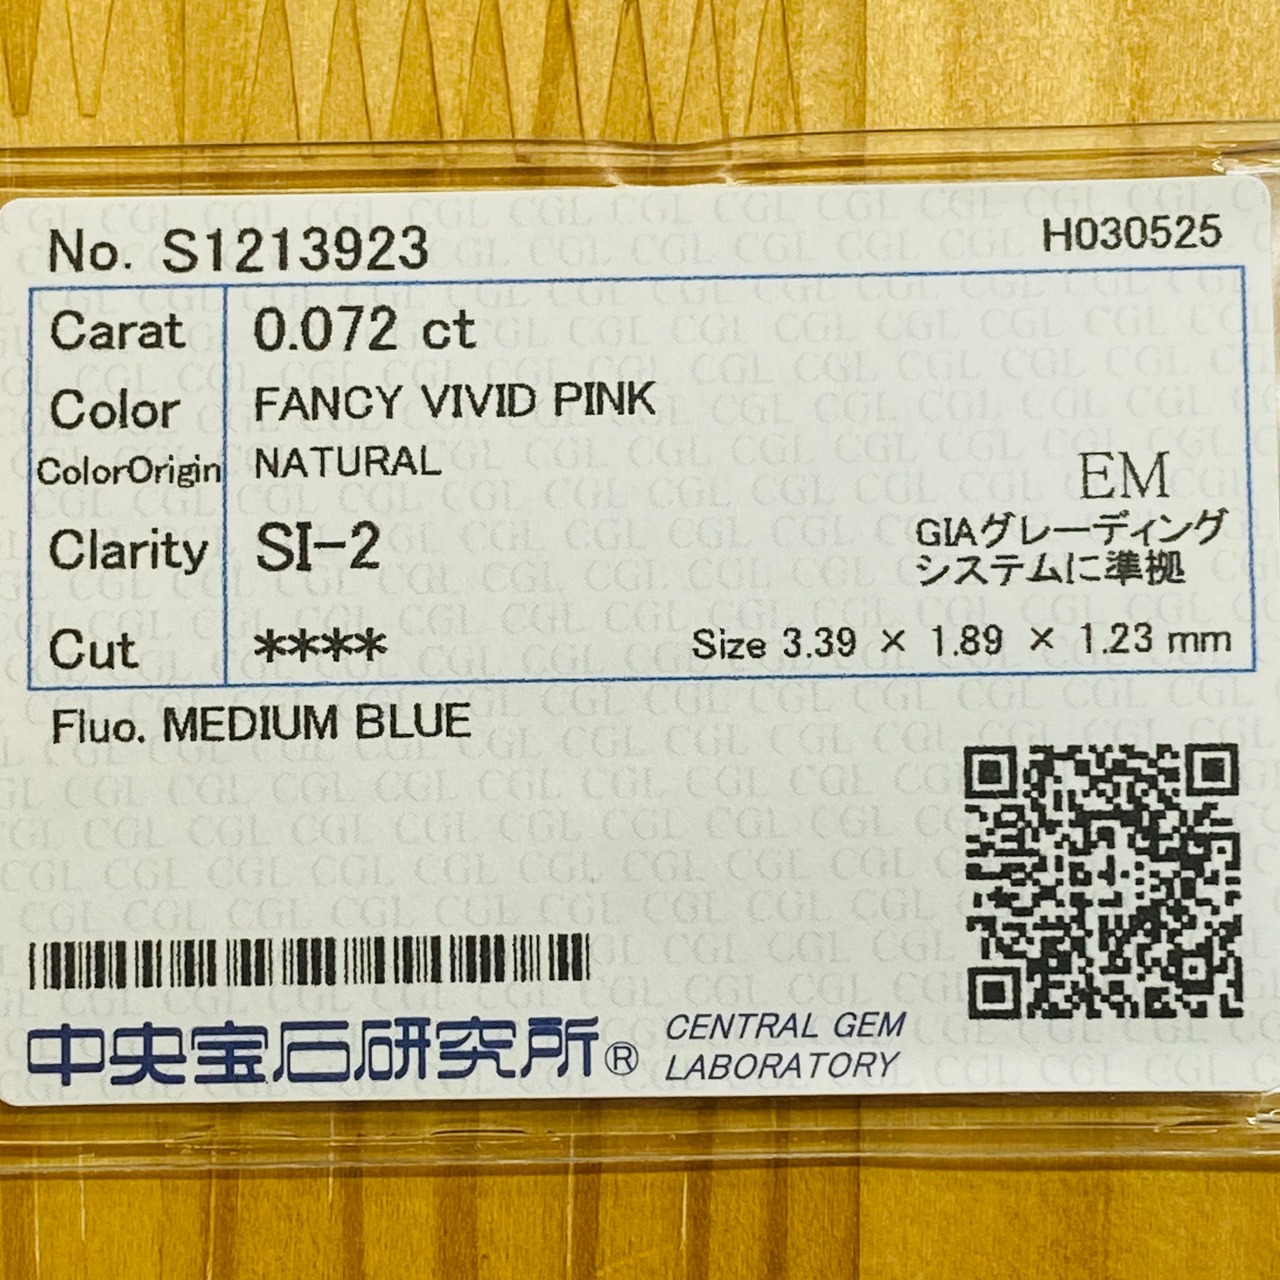 No. S1213923
H030525
Carat 0.072 ct
Color FANCY VIVID PINK
ColorOrigin NATURAL
EM
Clarity SI-2
GIAグレーディング
システムに準拠
Cut ****
Size 3.39 × 1.89 × 1.23 mm
Fluo. MEDIUM BLUE
中央宝石研究所®
CENTRAL GEM
LABORATORY